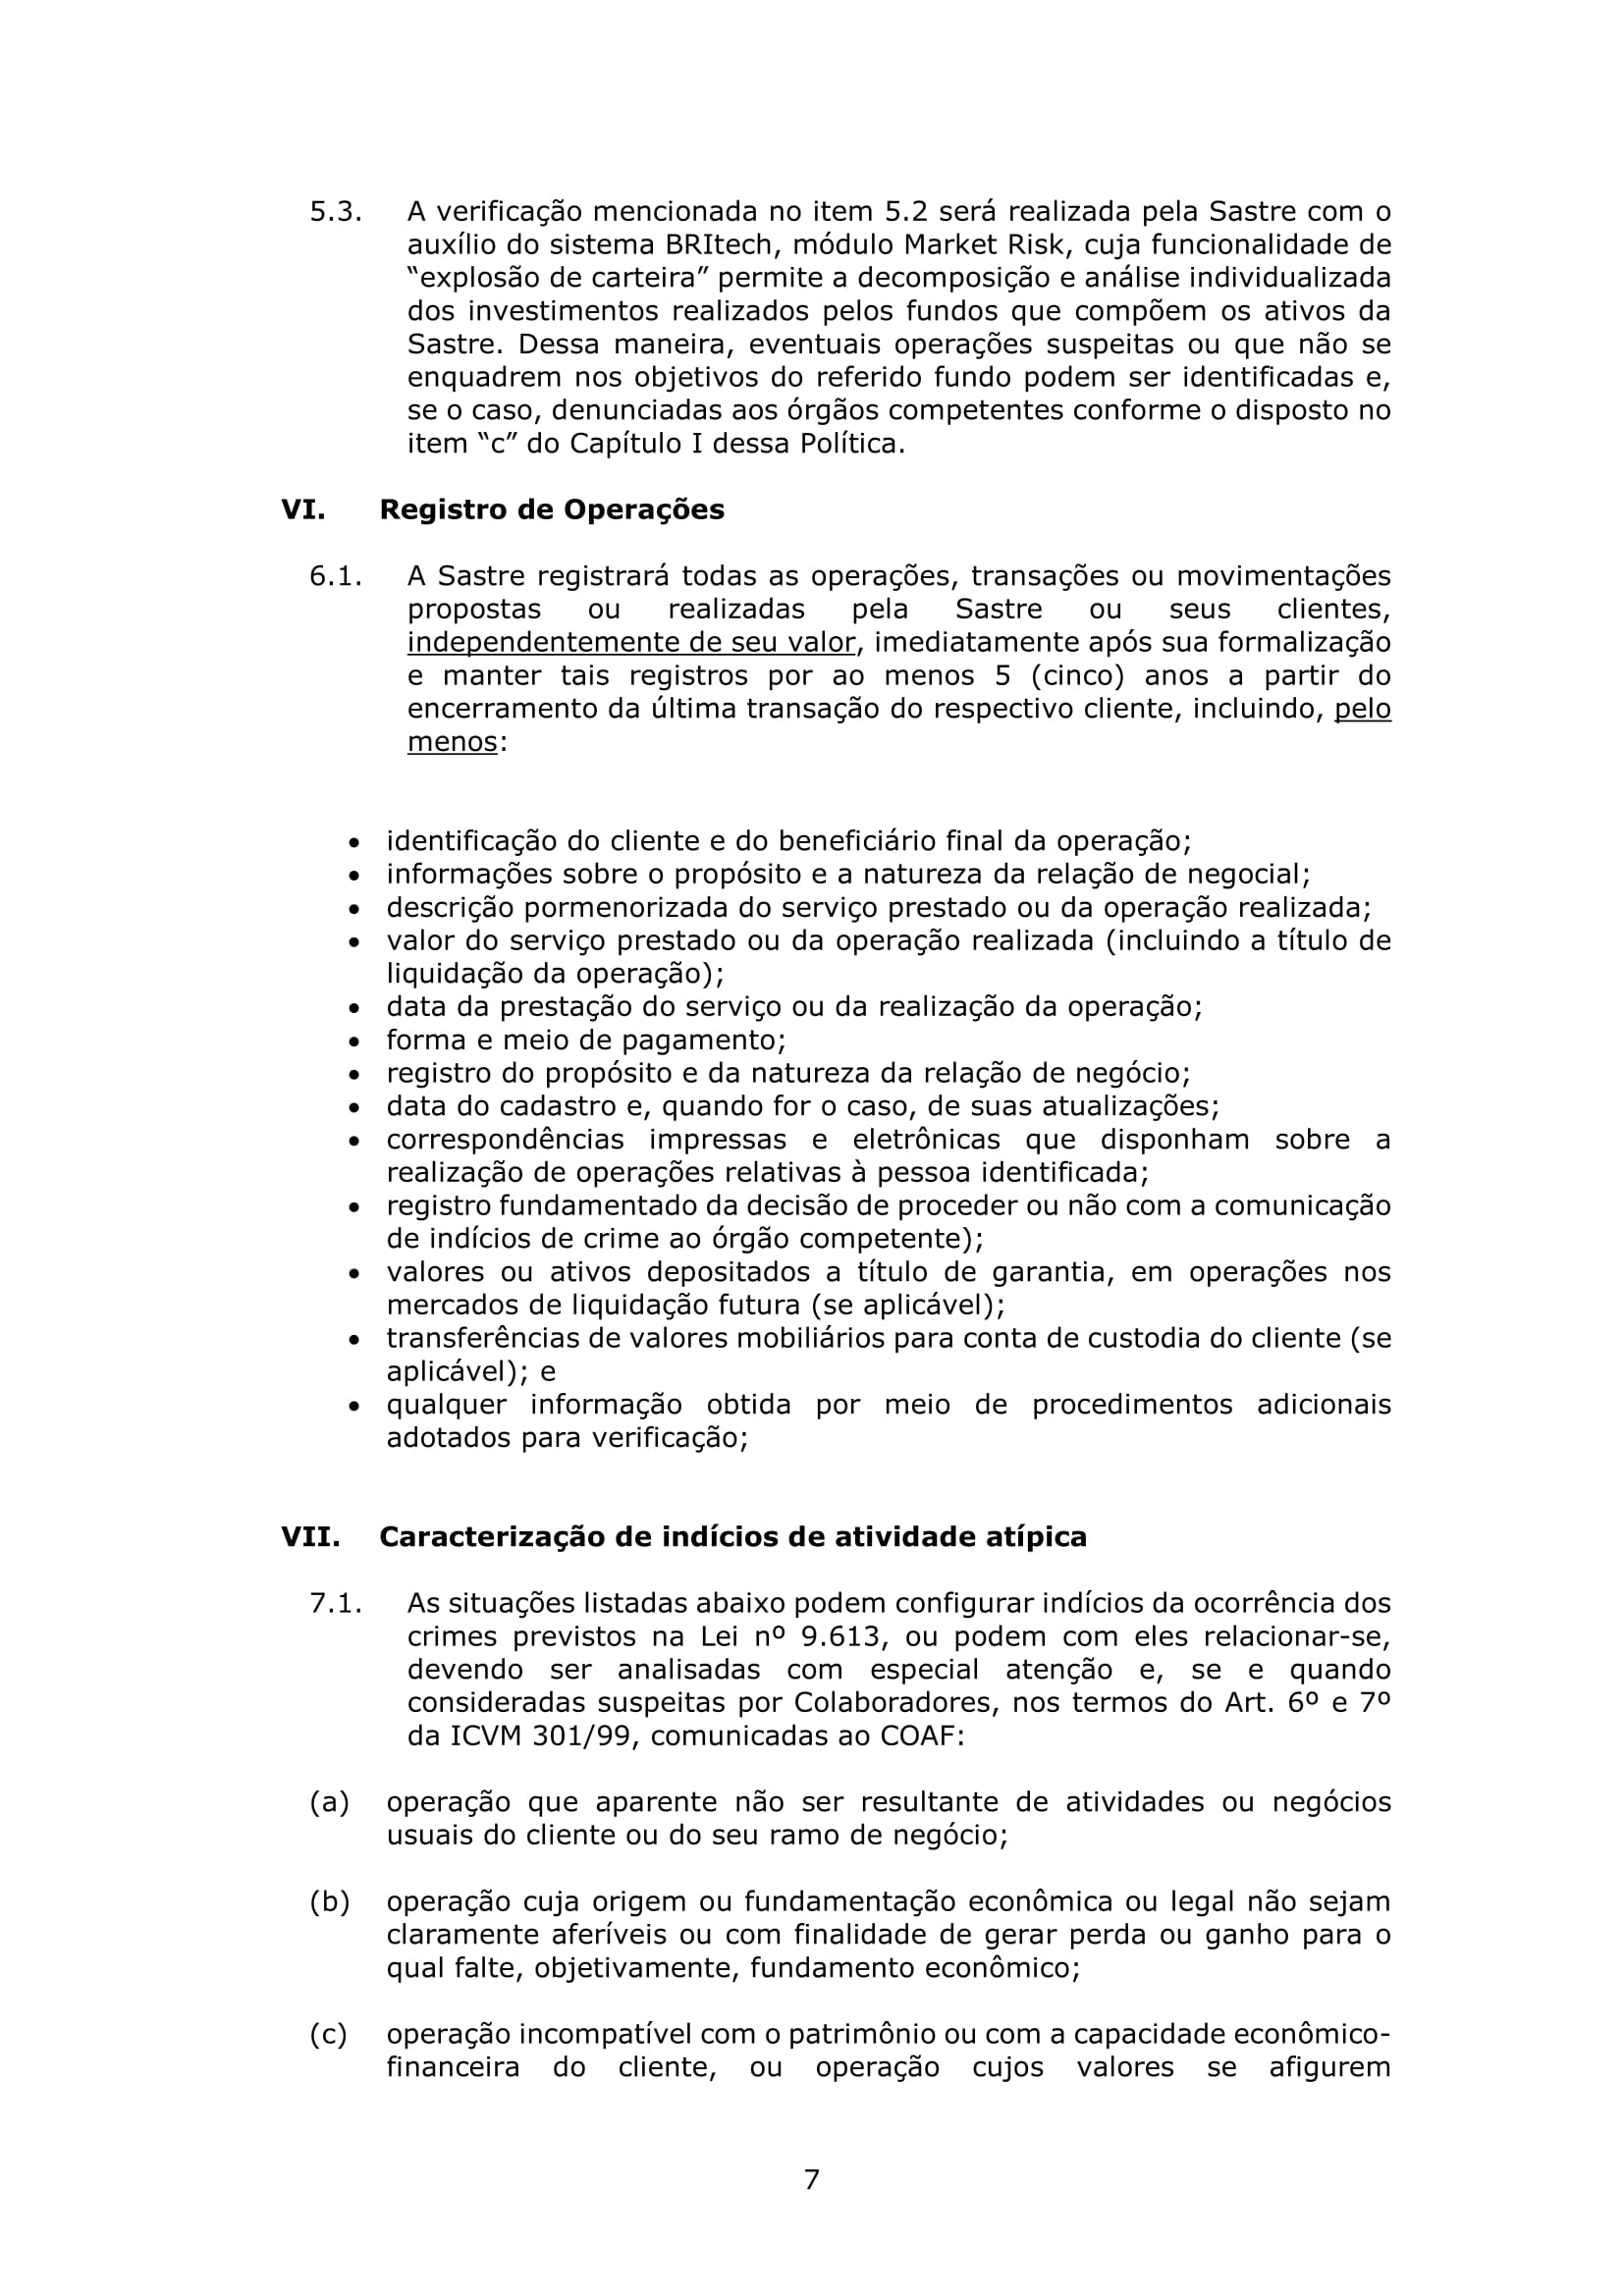 5.3. A verificação mencionada no item 5.2 será realizada pela Sastre com o
auxílio do sistema BRItech, módulo Market Risk, cuja funcionalidade de
“explosão de carteira” permite a decomposição e análise individualizada
dos investimentos realizados pelos fundos que compõem os ativos da
Sastre. Dessa maneira, eventuais operações suspeitas ou que não se
enquadrem nos objetivos do referido fundo podem ser identificadas e,
se o caso, denunciadas aos órgãos competentes conforme o disposto no
item “c” do Capítulo I dessa Política.
VI. Registro de Operações
6.1. A Sastre registrará todas as operações, transações ou movimentações
propostas ou realizadas pela Sastre ou seus clientes,
independentemente de seu valor, imediatamente após sua formalização
e manter tais registros por ao menos 5 (cinco) anos a partir do
encerramento da última transação do respectivo cliente, incluindo, pelo
menos:
• identificação do cliente e do beneficiário final da operação;
• informações sobre o propósito e a natureza da relação de negocial;
• descrição pormenorizada do serviço prestado ou da operação realizada;
• valor do serviço prestado ou da operação realizada (incluindo a título de
liquidação da operação);
• data da prestação do serviço ou da realização da operação;
• forma e meio de pagamento;
• registro do propósito e da natureza da relação de negócio;
• data do cadastro e, quando for o caso, de suas atualizações;
• correspondências impressas e eletrônicas que disponham sobre a
realização de operações relativas à pessoa identificada;
• registro fundamentado da decisão de proceder ou não com a comunicação
de indícios de crime ao órgão competente);
• valores ou ativos depositados a título de garantia, em operações nos
mercados de liquidação futura (se aplicável);
• transferências de valores mobiliários para conta de custodia do cliente (se
aplicável); e
• qualquer informação obtida por meio de procedimentos adicionais
adotados para verificação;
VII. Caracterização de indícios de atividade atípica
7.1. As situações listadas abaixo podem configurar indícios da ocorrência dos
crimes previstos na Lei nº 9.613, ou podem com eles relacionar-se,
devendo ser analisadas com especial atenção e, se e quando
consideradas suspeitas por Colaboradores, nos termos do Art. 6º e 7º
da ICVM 301/99, comunicadas ao COAF:
(a) operação que aparente não ser resultante de atividades ou negócios
usuais do cliente ou do seu ramo de negócio;
(b) operação cuja origem ou fundamentação econômica ou legal não sejam
claramente aferíveis ou com finalidade de gerar perda ou ganho para o
qual falte, objetivamente, fundamento econômico;
(c) operação incompatível com o patrimônio ou com a capacidade econômico-
financeira do cliente, ou operação cujos valores se afigurem
7